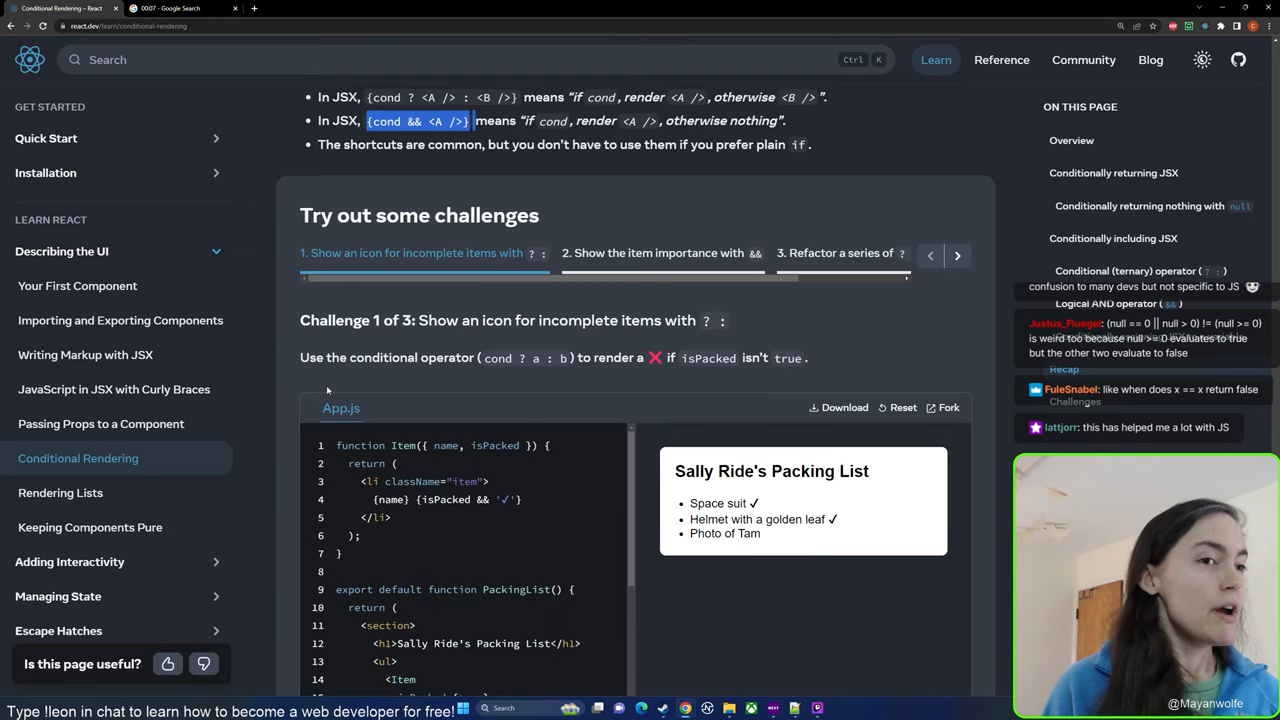 Conditional Rendering
00:07 - Google Search
react.dev/learn/conditional-rendering
Search
Ctrl
K
Learn
Reference
Community
Blog
GET STARTED
Quick Start
Installation
LEARN REACT
Describing the UI
Your First Component
Importing and Exporting Components
Writing Markup with JSX
JavaScript in JSX with Curly Braces
Passing Props to a Component
Conditional Rendering
Rendering Lists
Keeping Components Pure
Adding Interactivity
Managing State
Escape Hatches
Is this page useful?
• In JSX, {cond ? <A /> : <B />} means “if cond, render <A />, otherwise <B />”.
• In JSX, {cond && <A />} means “if cond, render <A />, otherwise nothing”.
• The shortcuts are common, but you don’t have to use them if you prefer plain if.
Try out some challenges
1. Show an icon for incomplete items with ? :
2. Show the item importance with &&
3. Refactor a series of ?
Challenge 1 of 3: Show an icon for incomplete items with ? :
Use the conditional operator (cond ? a : b) to render a ❌ if isPacked isn’t true.
App.js
Download
Reset
Fork
1 function Item({ name, isPacked }) {
2 return (
3 <li className="item">
4 {name} {isPacked && '✓'}
5 </li>
6 );
7 }
8
9 export default function PackingList() {
10 return (
11 <section>
12 <h1>Sally Ride's Packing List</h1>
13 <ul>
14 <Item
Sally Ride's Packing List
• Space suit ✓
• Helmet with a golden leaf ✓
• Photo of Tam
ON THIS PAGE
Overview
Conditionally returning JSX
Conditionally returning nothing with null
Conditionally including JSX
Conditional (ternary) operator (? :)
confusion to many devs but not specific to JS
Logical AND operator (&&)
Justus_Fluegel: (null == 0 || null > 0) != (null >= 0)
is weird too because null >= 0 evaluates to true
but the other two evaluate to false
Recap
FuleSnabel: like when does x == x return false
Challenges
lattjorr: this has helped me a lot with JS
@Mayanwolfe
Type !leon in chat to learn how to become a web developer for free!
Search